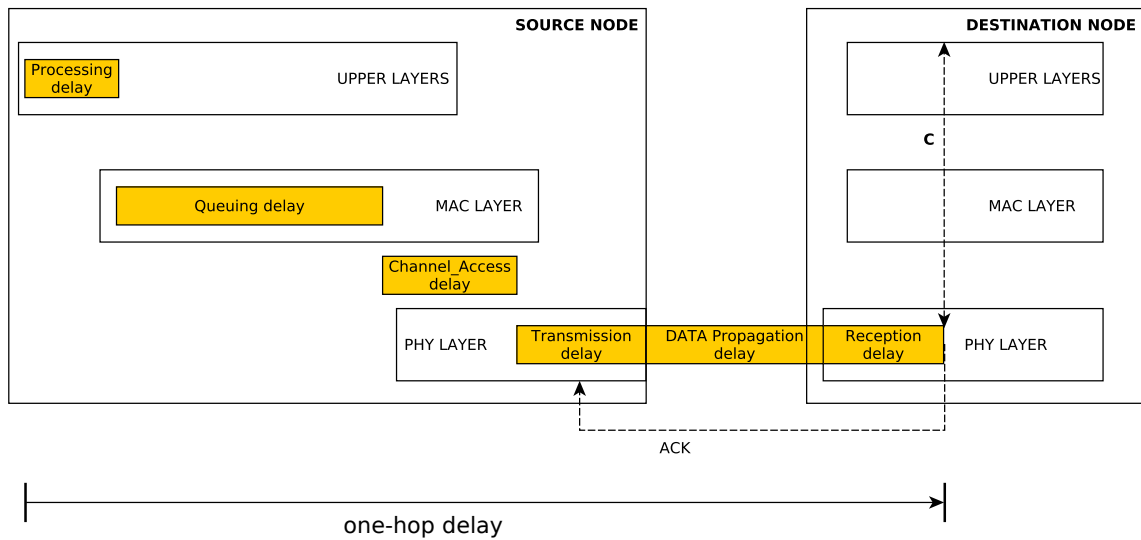 SOURCE NODE
DESTINATION NODE
Processing
delay
UPPER LAYERS
UPPER LAYERS
C
Queuing delay
MAC LAYER
MAC LAYER
Channel_Access
delay
PHY LAYER
Transmission
delay
DATA Propagation
delay
Reception
delay
PHY LAYER
ACK
one-hop delay